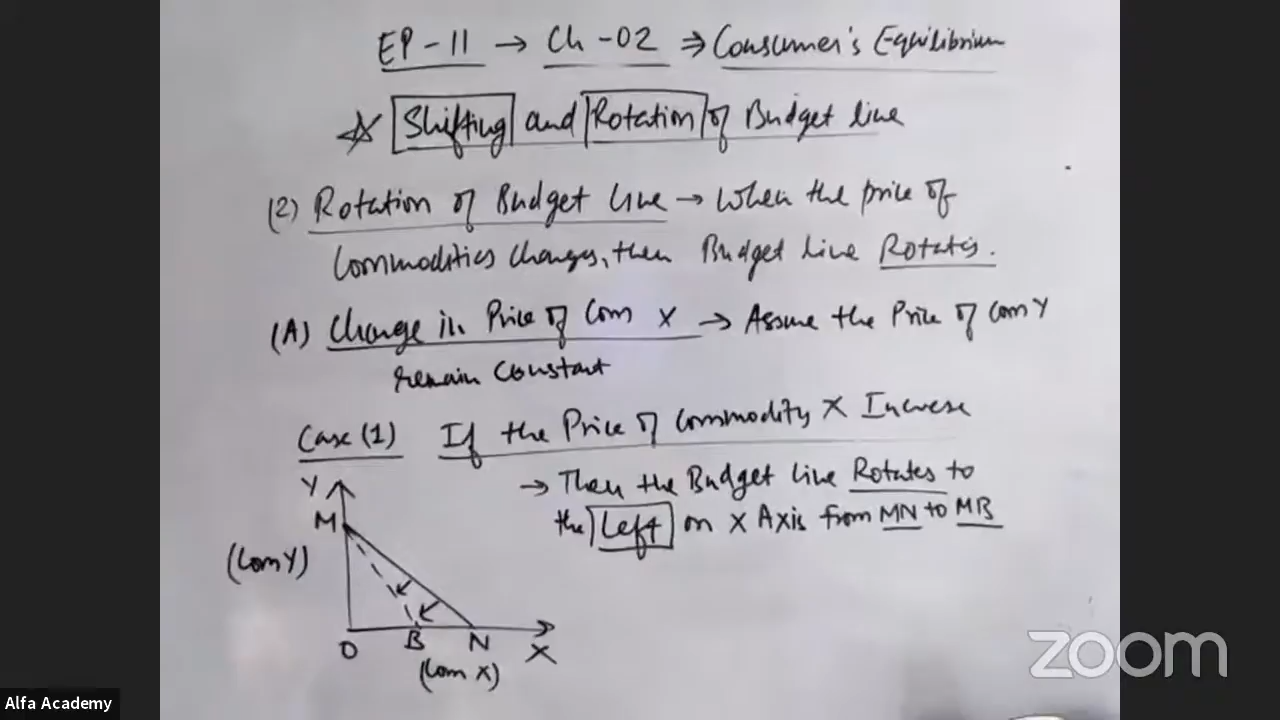 EP-11 → Ch-02 ⇒ Consumer's Equilibrium
☆ Shifting and Rotation of Budget line
(2) Rotation of Budget line → When the price of
Commodities changes, then Budget line Rotates.
(A) Change in Price of Com X → Assume the Price of Com Y
remain constant
Case (1) If the Price of Commodity X Increse
→ Then the Budget line Rotates to
the Left on X Axis from MN to MB
Y
M
(Com Y)
O B N X
(Com X)
zoom
Alfa Academy